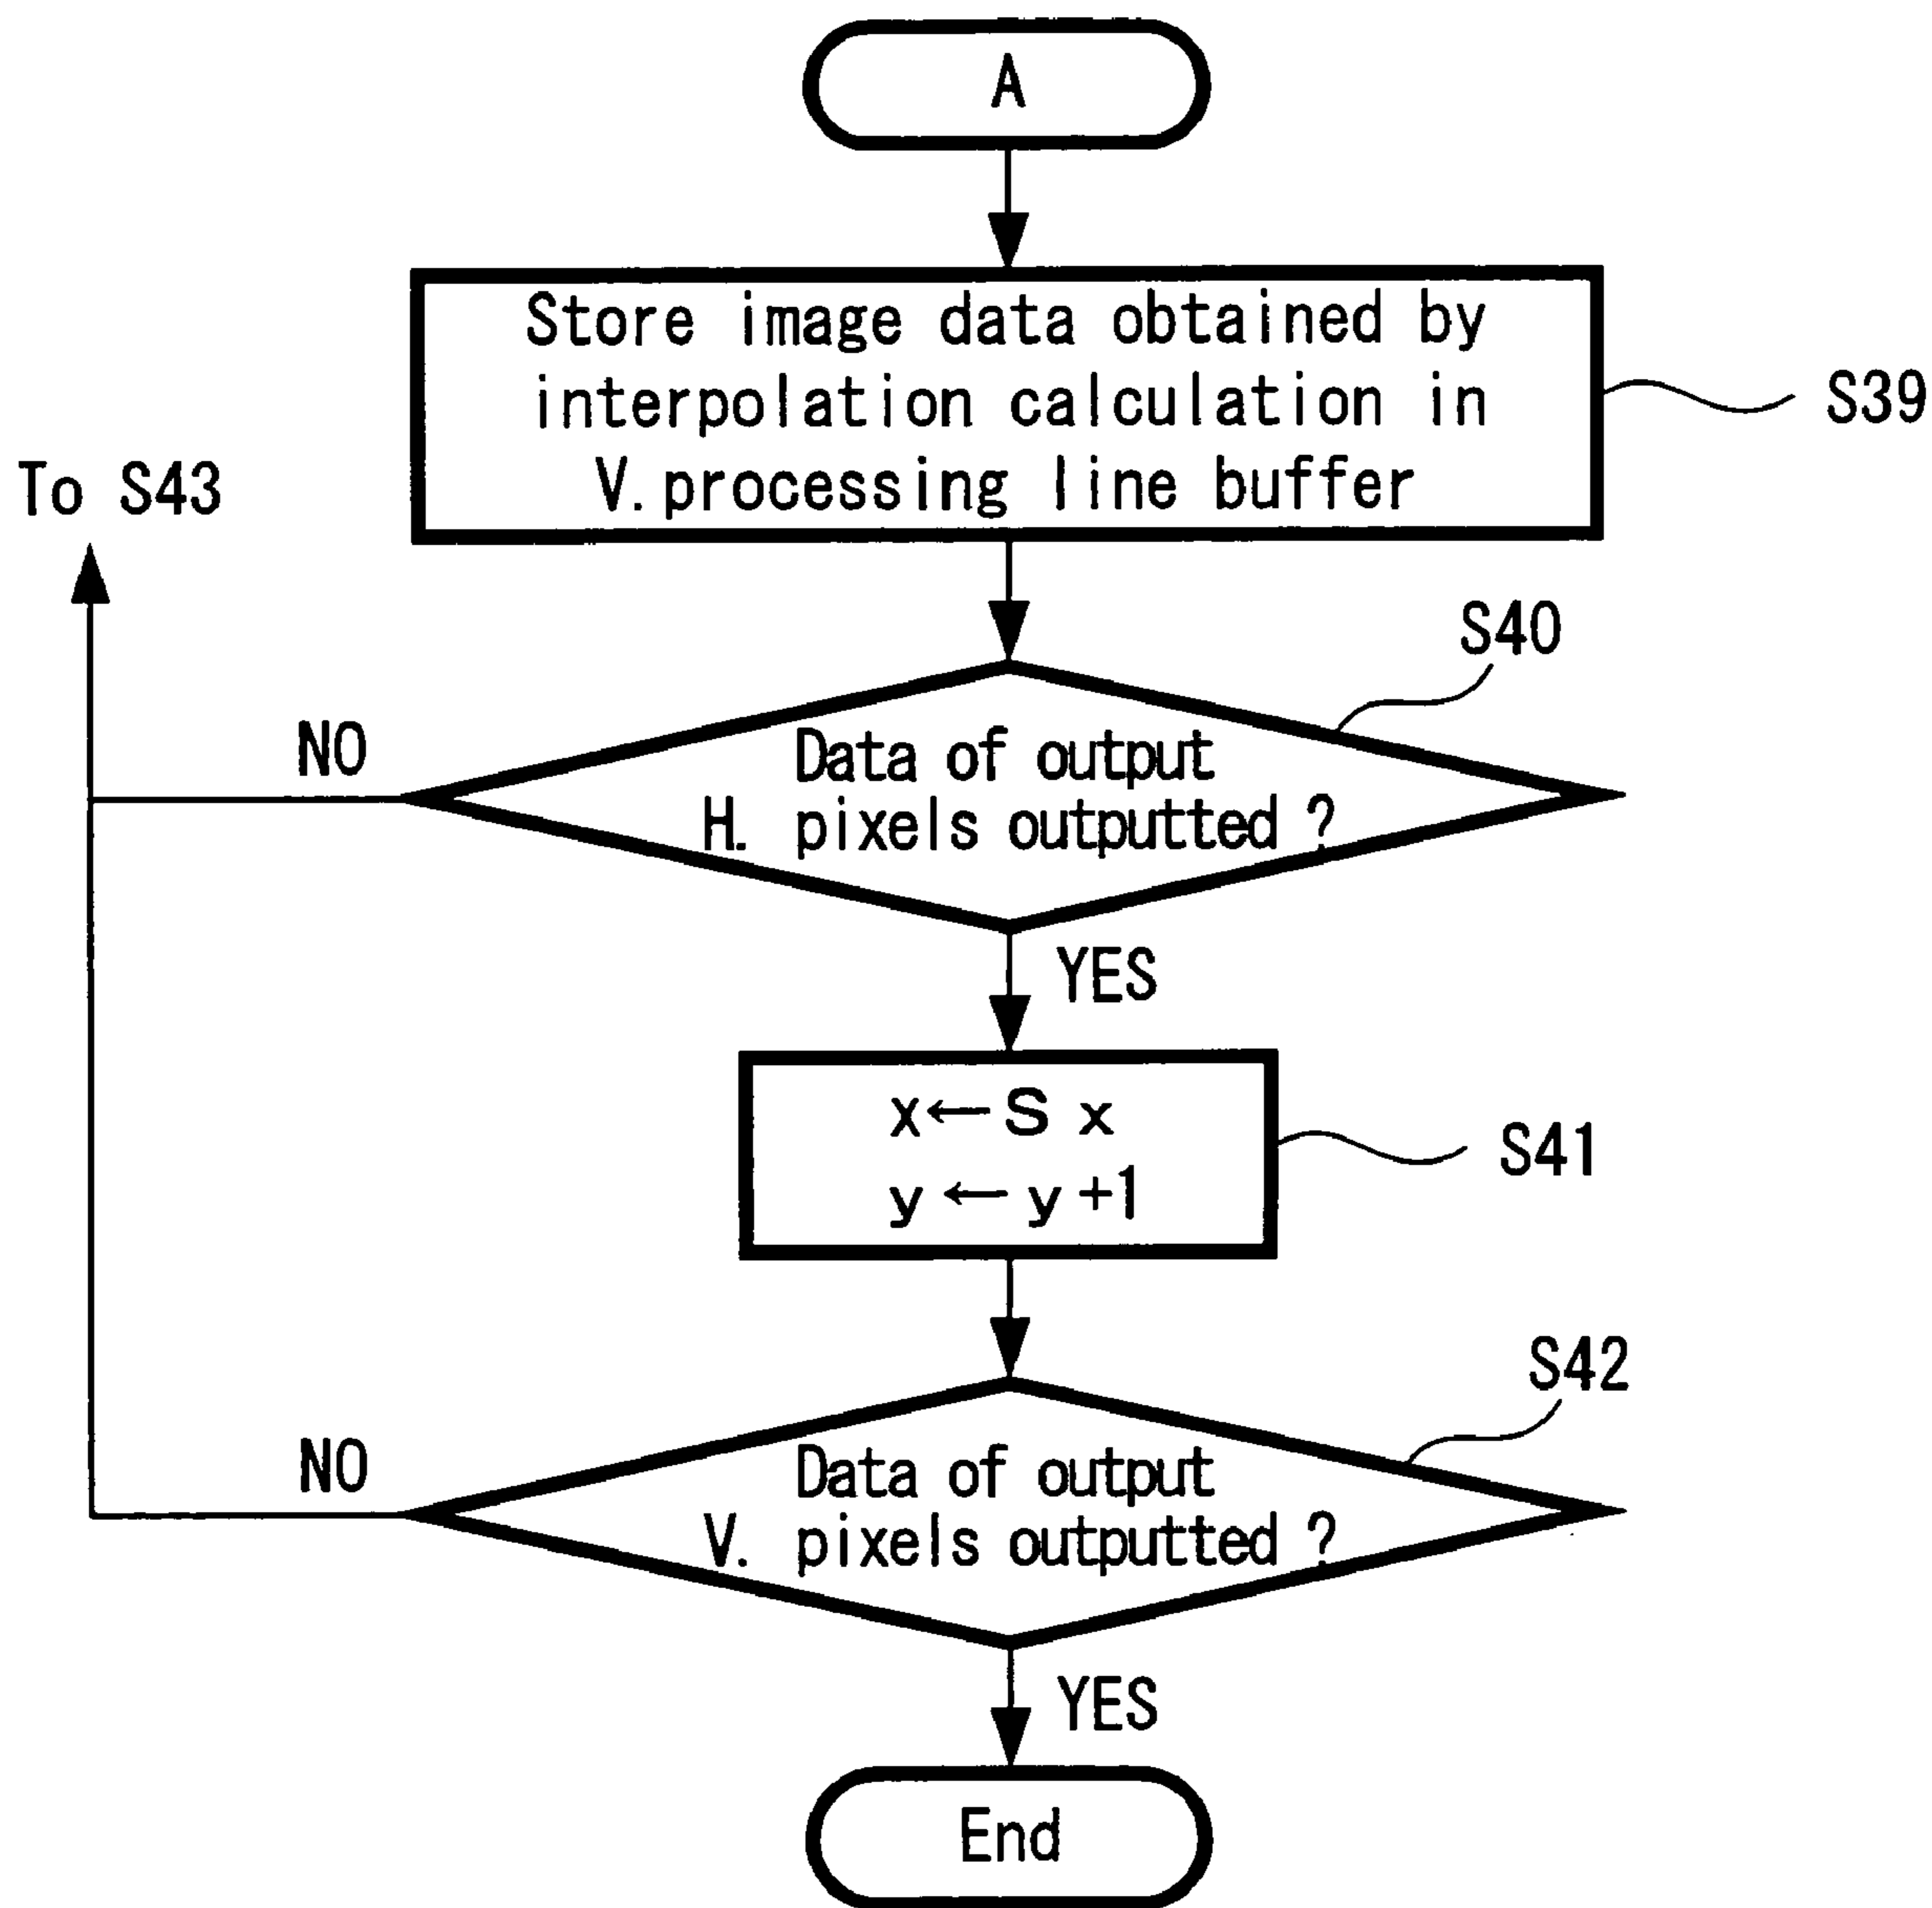 A
Store image data obtained by
interpolation calculation in
V.processing line buffer
S39
To S43
S40
NO
Data of output
H. pixels outputted ?
YES
x←S x
y←y+1
S41
S42
NO
Data of output
V. pixels outputted ?
YES
End